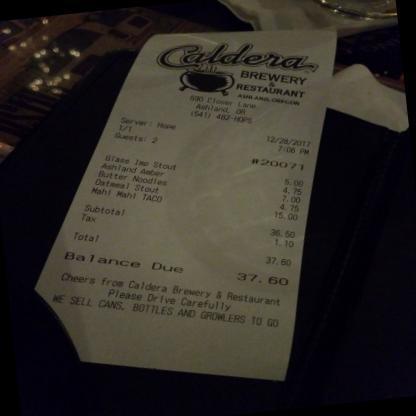 Caldera
BREWERY
&
RESTAURANT
ASHLAND, OREGON
590 Clover Lane
Ashland, OR
(541) 482-HOPS
Server: Hope 12/28/2017
1/1 7:06 PM
Guests: 2
#20071
Glass Imp Stout 5.00
Ashland Amber 4.75
Butter Noodles 7.00
Oatmeal Stout 4.75
Mahi Mahi TACO 15.00
Subtotal 36.50
Tax 1.10
Total 37.60
Balance Due 37.60
Cheers from Caldera Brewery & Restaurant
Please Drive Carefully
WE SELL CANS, BOTTLES AND GROWLERS TO GO